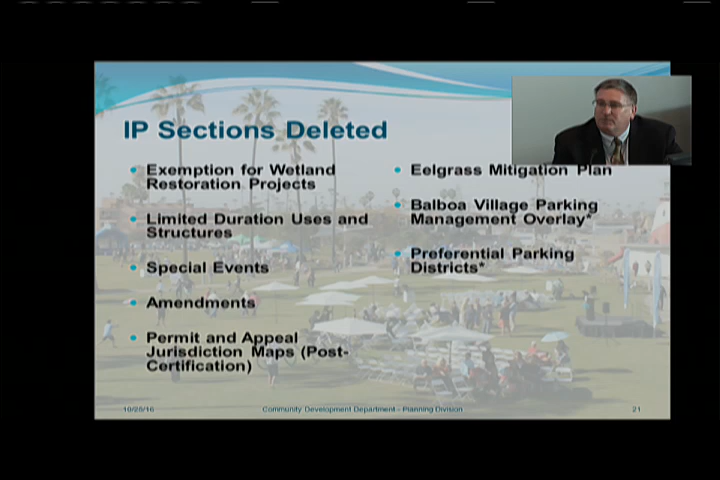 IP Sections Deleted
Exemption for Wetland
Restoration Projects
Limited Duration Uses and
Structures
Special Events
Amendments
Permit and Appeal
Jurisdiction Maps (Post-
Certification)
Eelgrass Mitigation Plan
Balboa Village Parking
Management Overlay*
Preferential Parking
Districts*
10/25/16
Community Development Department - Planning Division
21